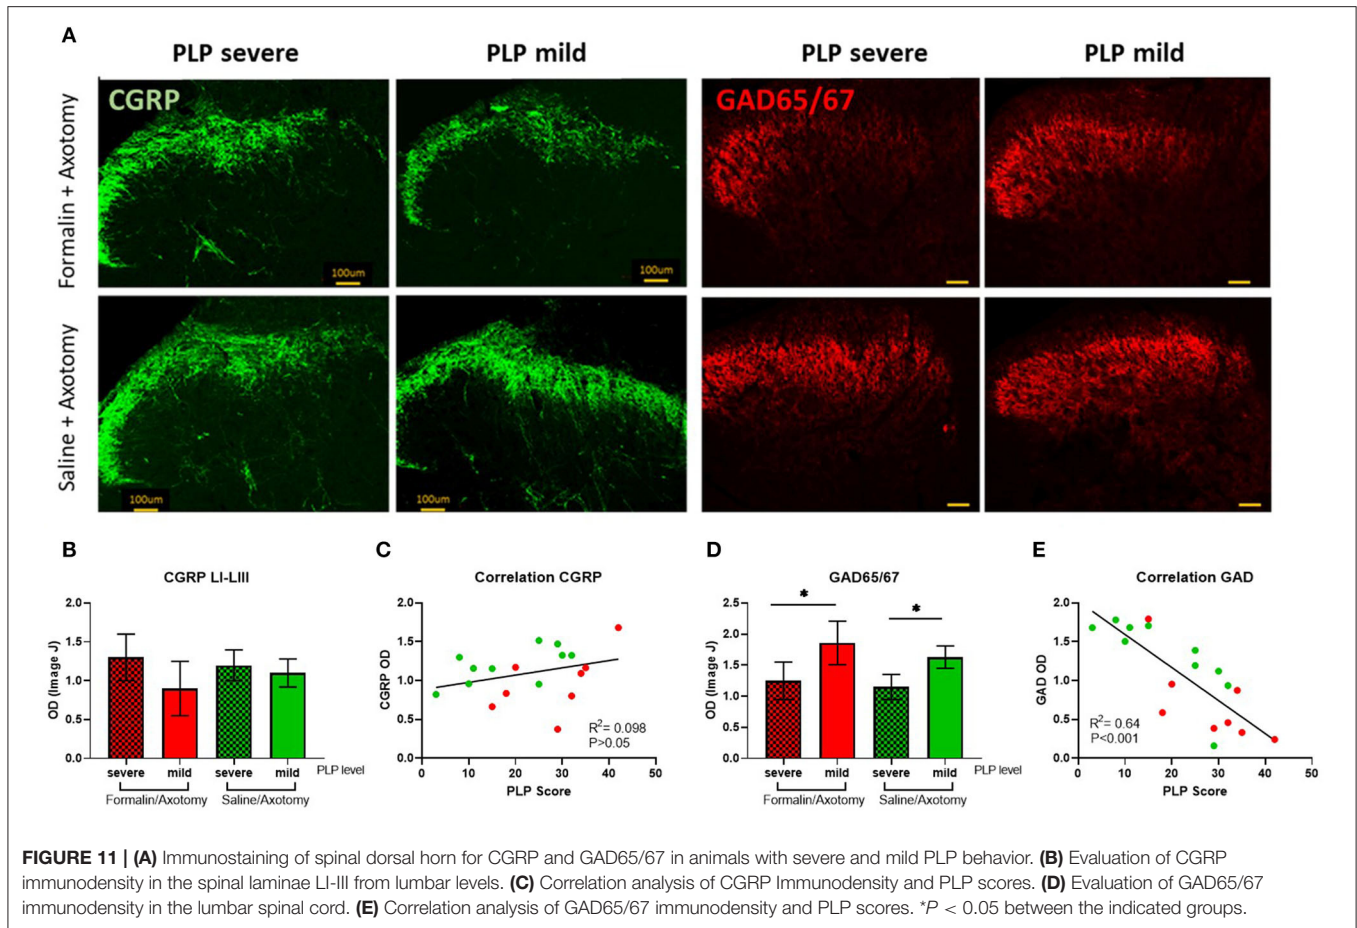 A
PLP severe
PLP mild
PLP severe
PLP mild
Formalin + Axotomy
CGRP
GAD65/67
100um
100um
Saline + Axotomy
100um
100um
B
CGRP LI-LIII
OD (Image J)
2.0
1.5
1.0
0.5
0.0
severe
mild
severe
mild
PLP level
Formalin/Axotomy
Saline/Axotomy
C
Correlation CGRP
CGRP OD
2.0
1.5
1.0
0.5
0.0
R²= 0.098
P>0.05
0
10
20
30
40
50
PLP Score
D
GAD65/67
OD (Image J)
2.5
2.0
1.5
1.0
0.5
0.0
*
*
severe
mild
severe
mild
PLP level
Formalin/Axotomy
Saline/Axotomy
E
Correlation GAD
GAD OD
2.0
1.5
1.0
0.5
0.0
R²= 0.64
P<0.001
0
10
20
30
40
50
PLP Score
FIGURE 11 | (A) Immunostaining of spinal dorsal horn for CGRP and GAD65/67 in animals with severe and mild PLP behavior. (B) Evaluation of CGRP
immunodensity in the spinal laminae LI-III from lumbar levels. (C) Correlation analysis of CGRP Immunodensity and PLP scores. (D) Evaluation of GAD65/67
immunodensity in the lumbar spinal cord. (E) Correlation analysis of GAD65/67 immunodensity and PLP scores. *P < 0.05 between the indicated groups.